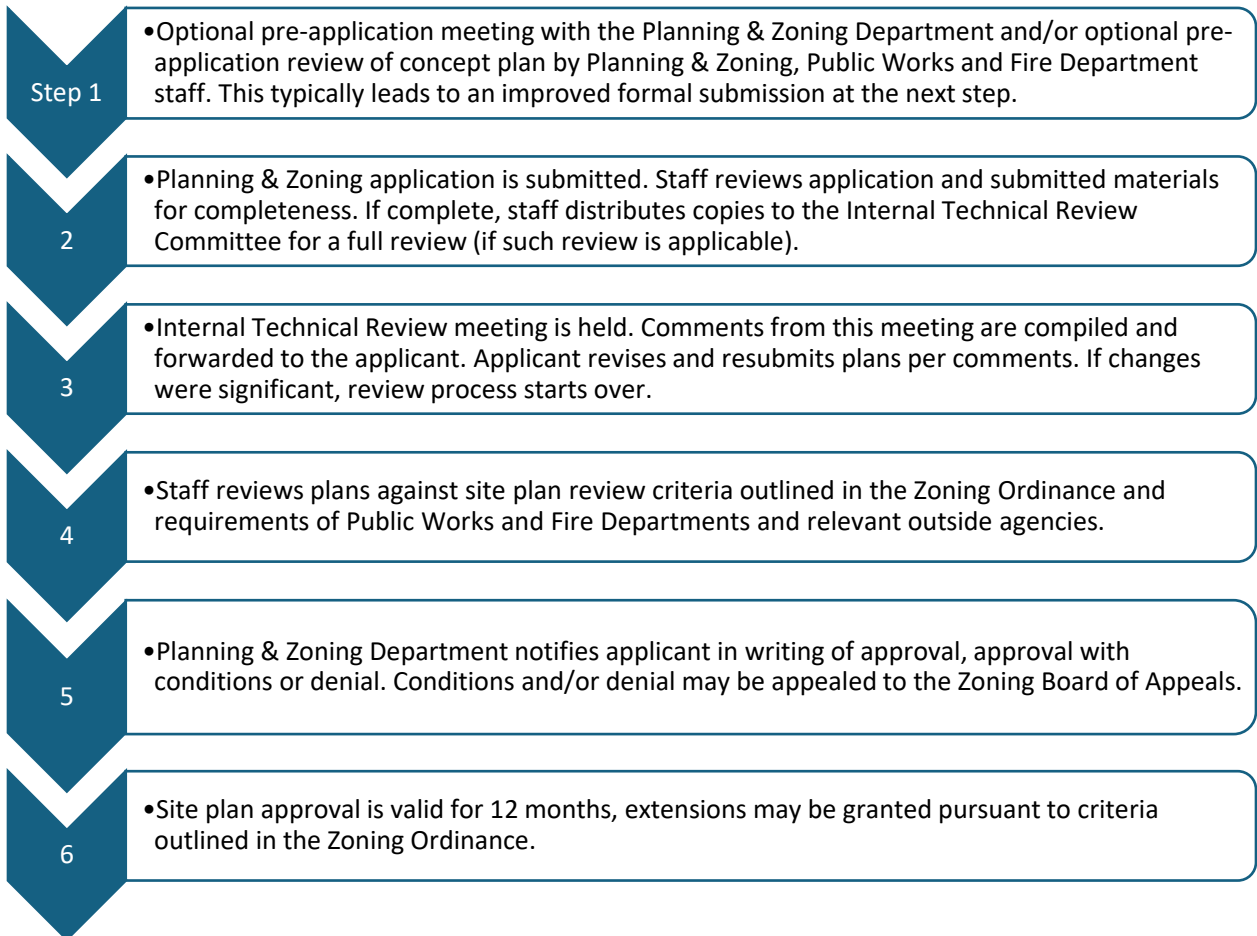 •Optional pre-application meeting with the Planning & Zoning Department and/or optional pre-
application review of concept plan by Planning & Zoning, Public Works and Fire Department
Step 1
staff. This typically leads to an improved formal submission at the next step.
•Planning & Zoning application is submitted. Staff reviews application and submitted materials
for completeness. If complete, staff distributes copies to the Internal Technical Review
2
Committee for a full review (if such review is applicable).
•Internal Technical Review meeting is held. Comments from this meeting are compiled and
forwarded to the applicant. Applicant revises and resubmits plans per comments. If changes
3
were significant, review process starts over.
•Staff reviews plans against site plan review criteria outlined in the Zoning Ordinance and
requirements of Public Works and Fire Departments and relevant outside agencies.
4
•Planning & Zoning Department notifies applicant in writing of approval, approval with
conditions or denial. Conditions and/or denial may be appealed to the Zoning Board of Appeals.
5
•Site plan approval is valid for 12 months, extensions may be granted pursuant to criteria
outlined in the Zoning Ordinance.
6